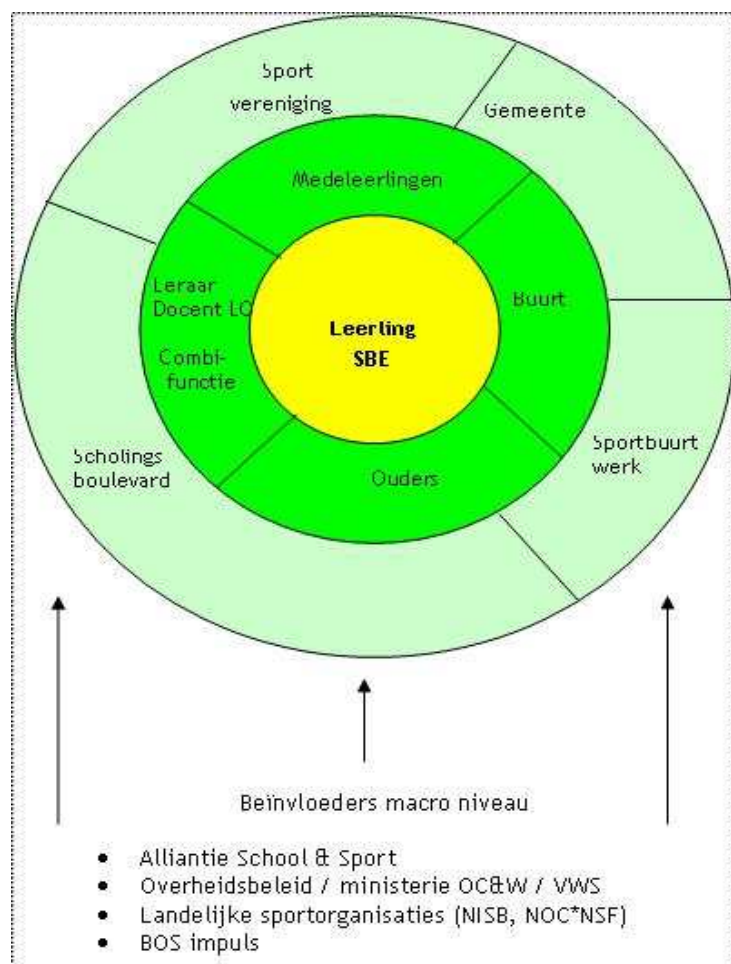 Sport
vereniging
Gemeente
Medeleerlingen
Leraar
Docent LO
Combi-
functie
Buurt
Leerling
SBE
Scholings
boulevard
Ouders
Sportbuurt
werk
Beïnvloeders macro niveau
• Alliantie School & Sport
• Overheidsbeleid / ministerie OC&W / VWS
• Landelijke sportorganisaties (NISB, NOC*NSF)
• BOS impuls